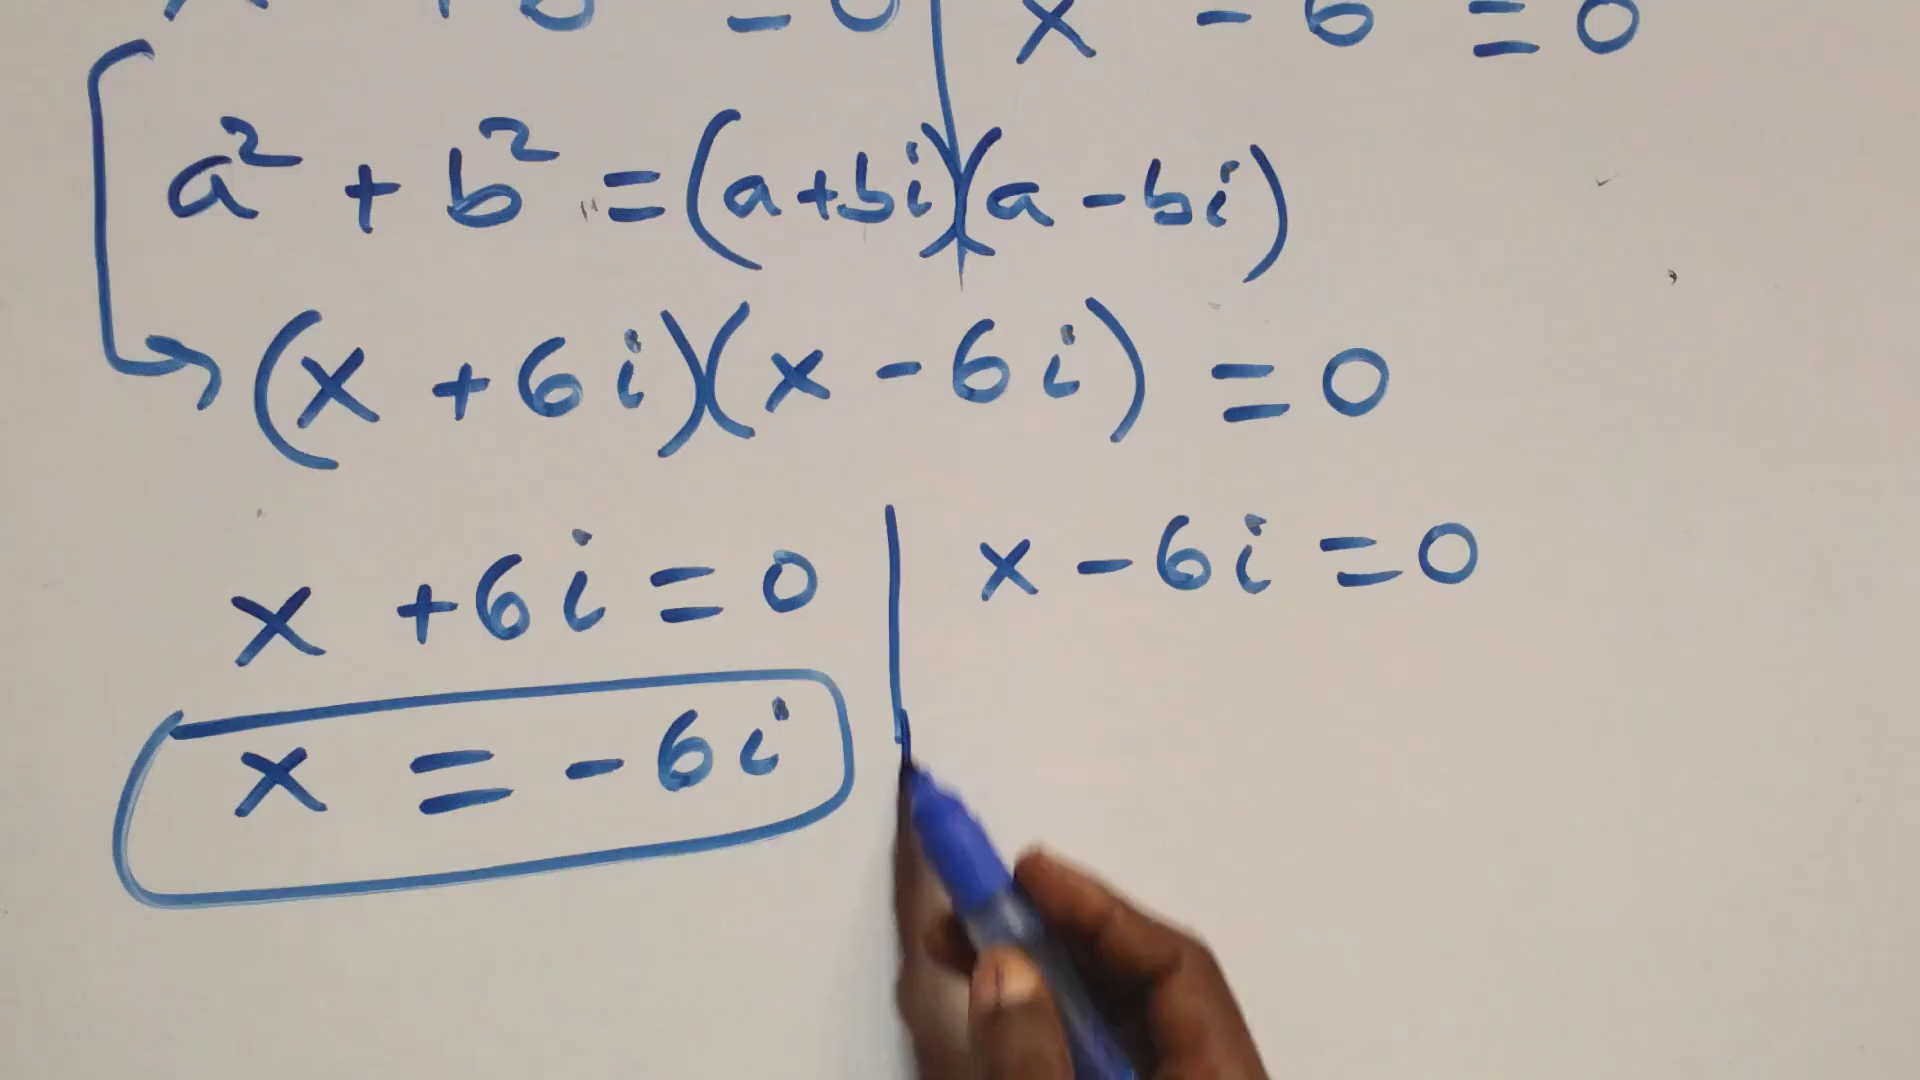 x - 6 = 0
a² + b² = (a+bi)(a - bi)
(x + 6i)(x - 6i) = 0
x + 6i = 0
x - 6i = 0
x = -6i